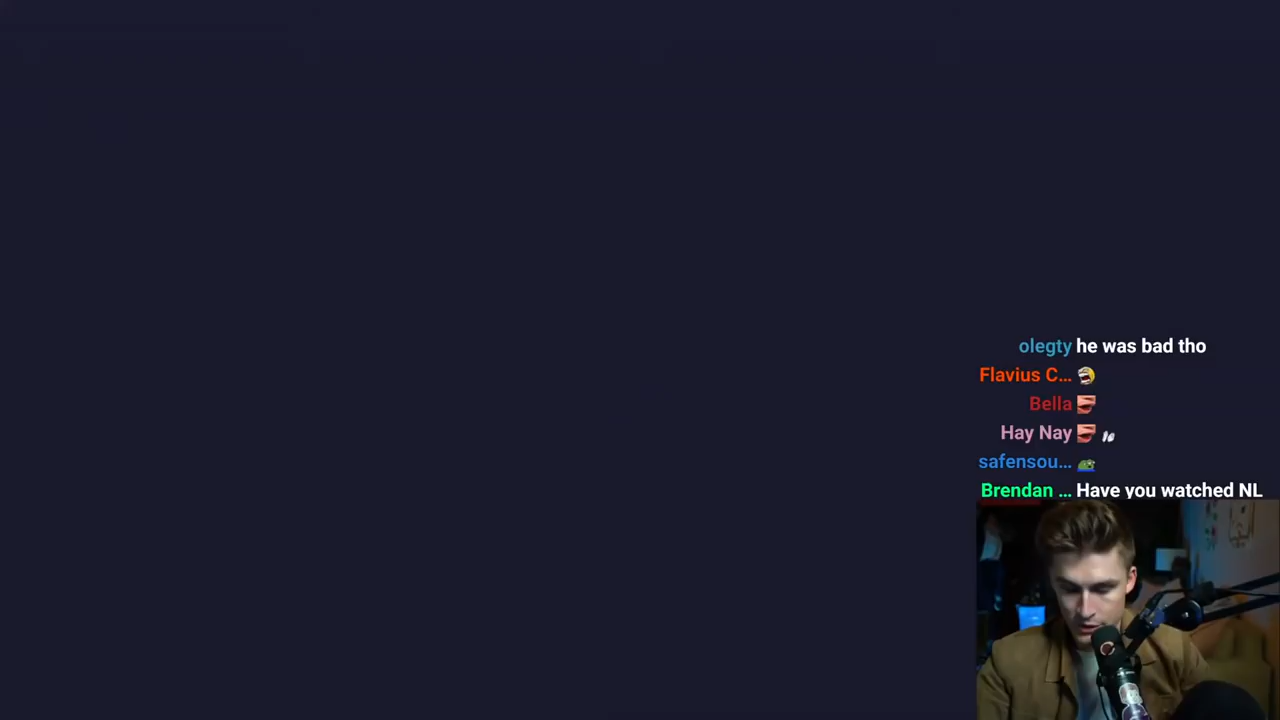 olegty he was bad tho
Flavius C...
Bella
Hay Nay
safensou...
Brendan ... Have you watched NL